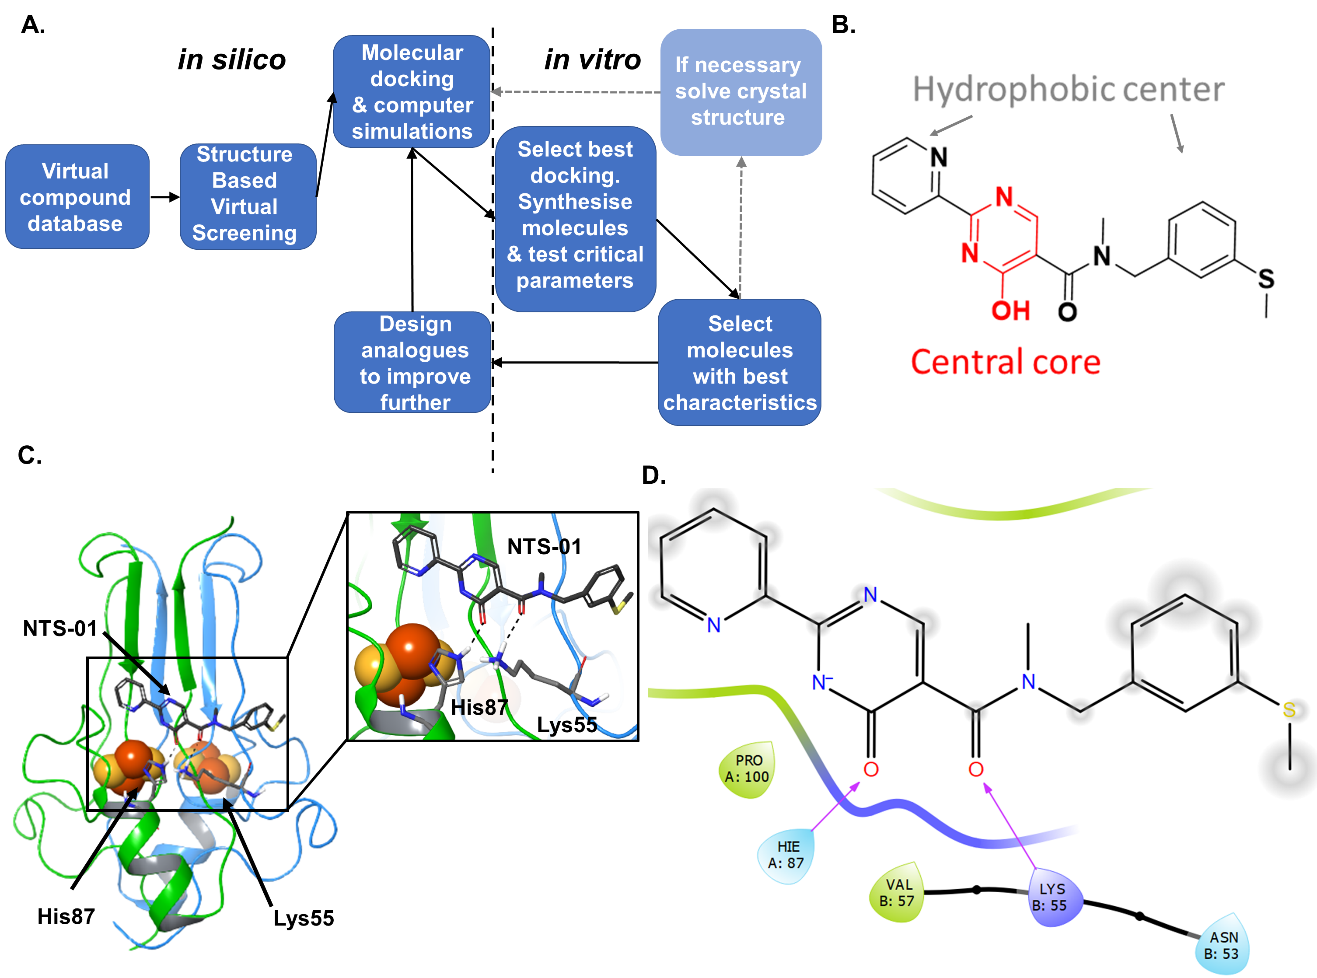 A.
in silico
in vitro
Virtual
compound
database
Structure
Based
Virtual
Screening
Molecular
docking
& computer
simulations
Select best
docking.
Synthesise
molecules
& test critical
parameters
If necessary
solve crystal
structure
Design
analogues
to improve
further
Select
molecules
with best
characteristics
B.
Hydrophobic center
N
N
N
N
S
OH
O
Central core
C.
NTS-01
His87
Lys55
NTS-01
His87
Lys55
D.
N
N
N-
N
S
O
O
PRO
A: 100
HIE
A: 87
VAL
B: 57
LYS
B: 55
ASN
B: 53